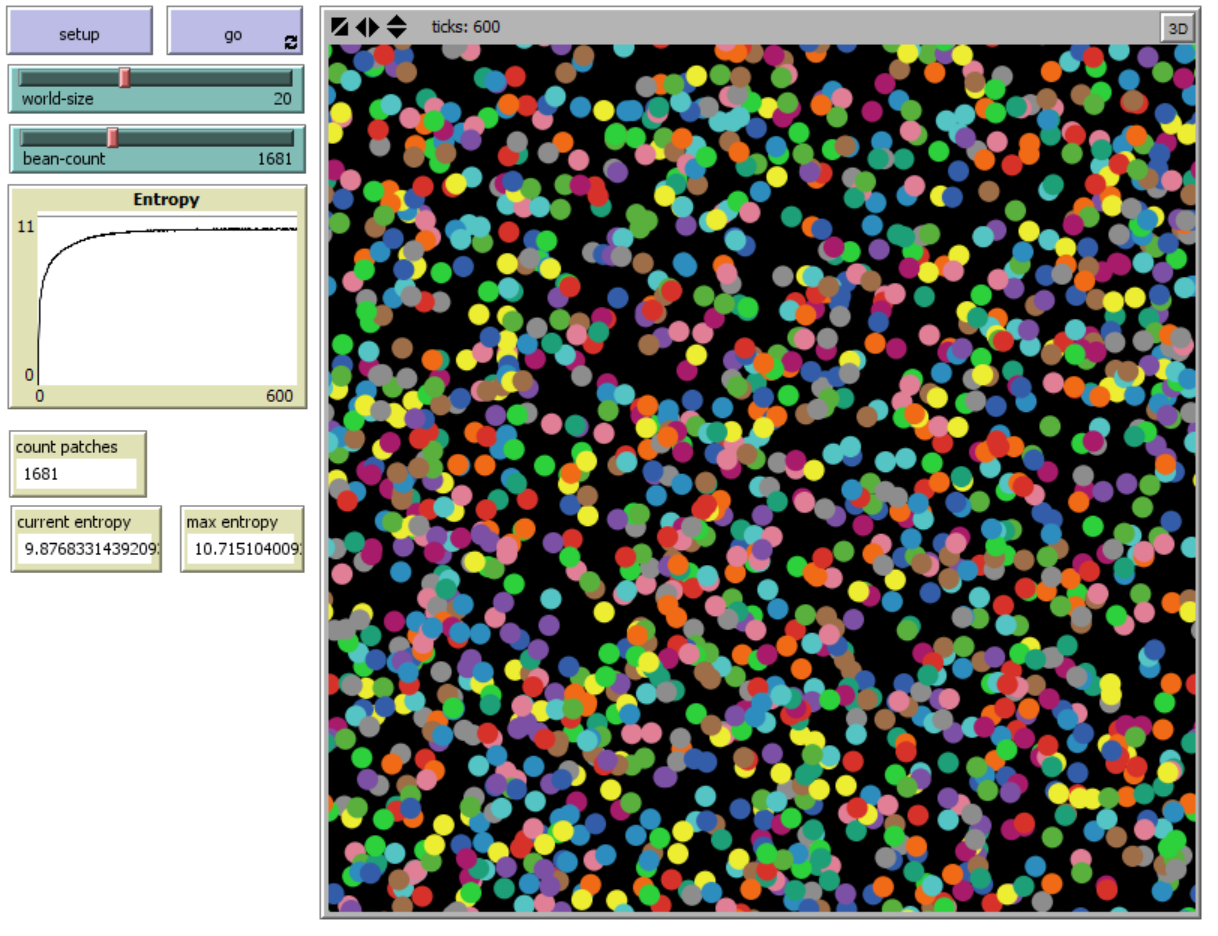 setup
go
ticks: 600
3D
world-size 20
bean-count 1681
Entropy
11
0
0 600
count patches
1681
current entropy
9.8768331439209
max entropy
10.715104009